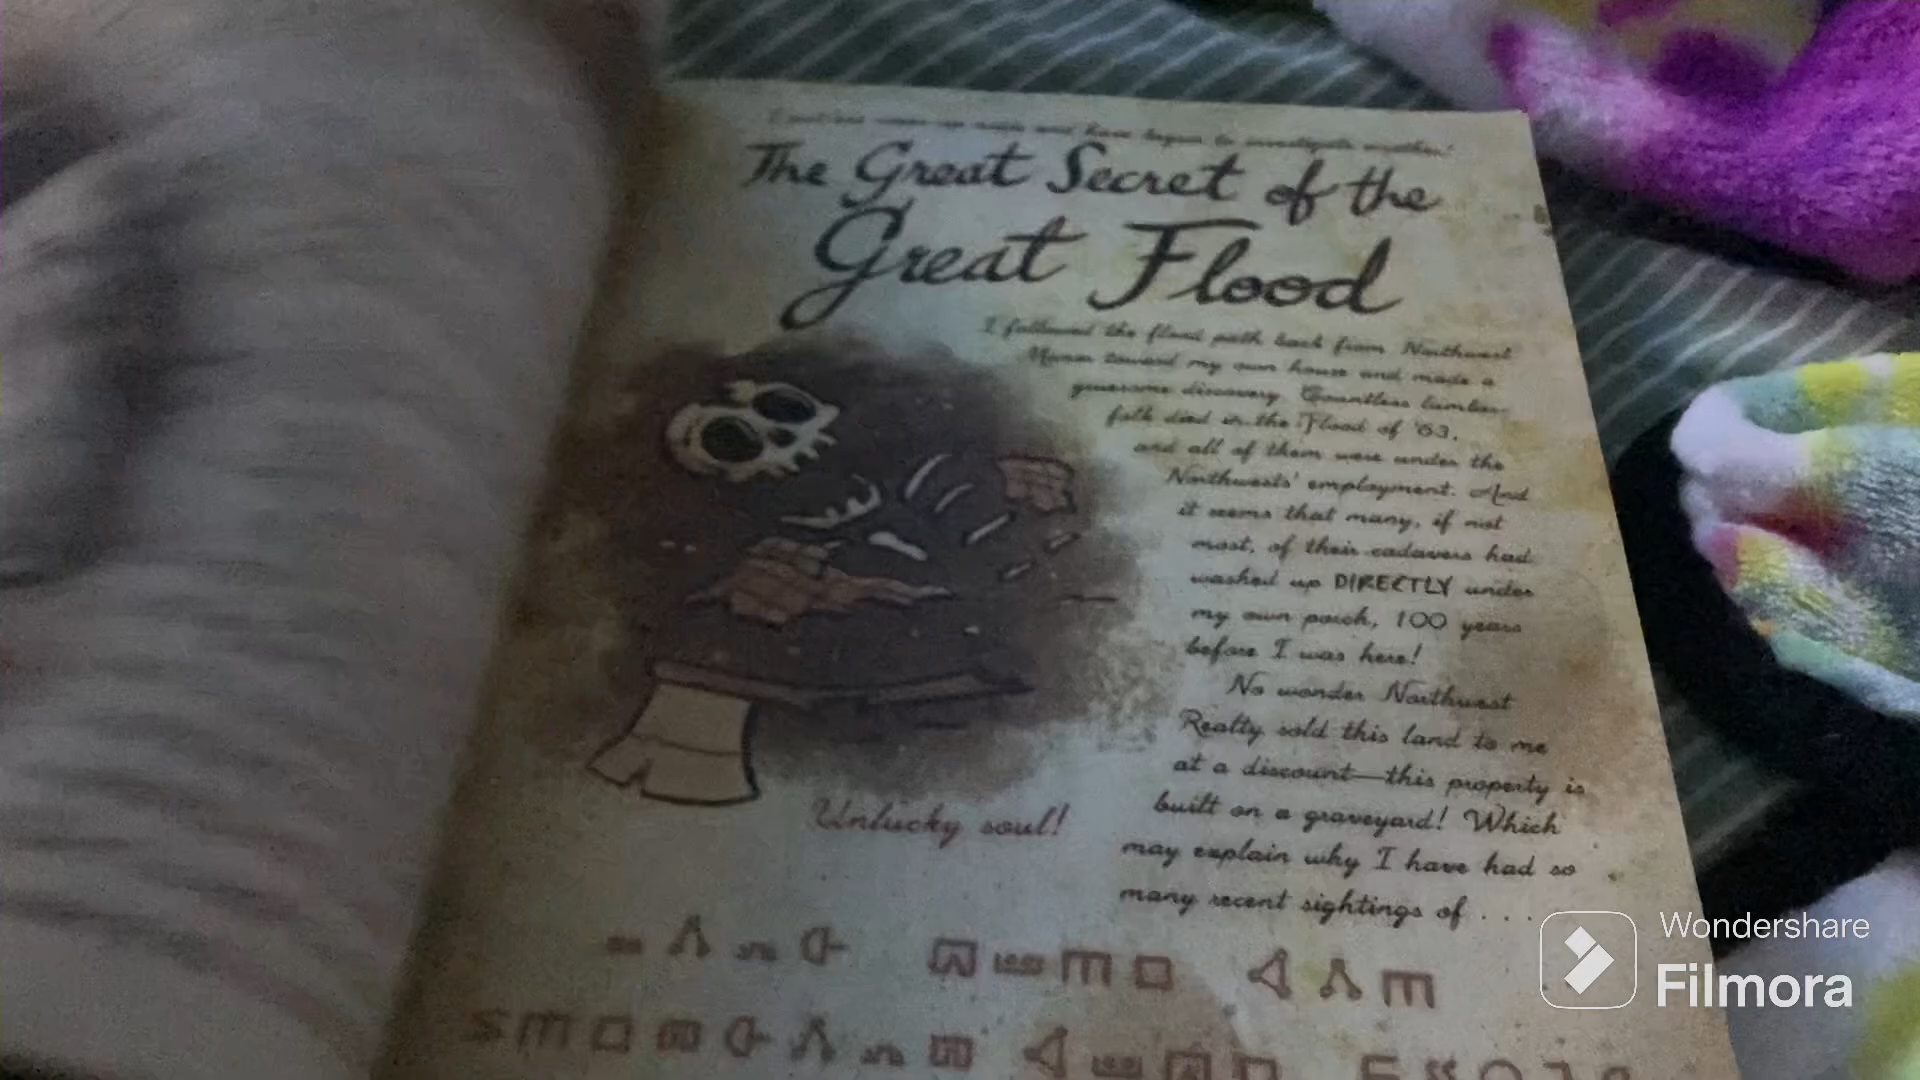 The Great Secret of the
Great Flood
I followed the flood path back from Northwest
Manor toward my own house and made a
gruesome discovery. Countless lumber-
folk died in the Flood of '63,
and all of them were under the
Northwests' employment. And
it seems that many, if not
most, of their cadavers had
washed up DIRECTLY under
my own porch, 100 years
before I was here!
No wonder Northwest
Realty sold this land to me
at a discount—this property is
built on a graveyard! Which
may explain why I have had so
many recent sightings of . . .
Unlucky soul!
Wondershare
Filmora